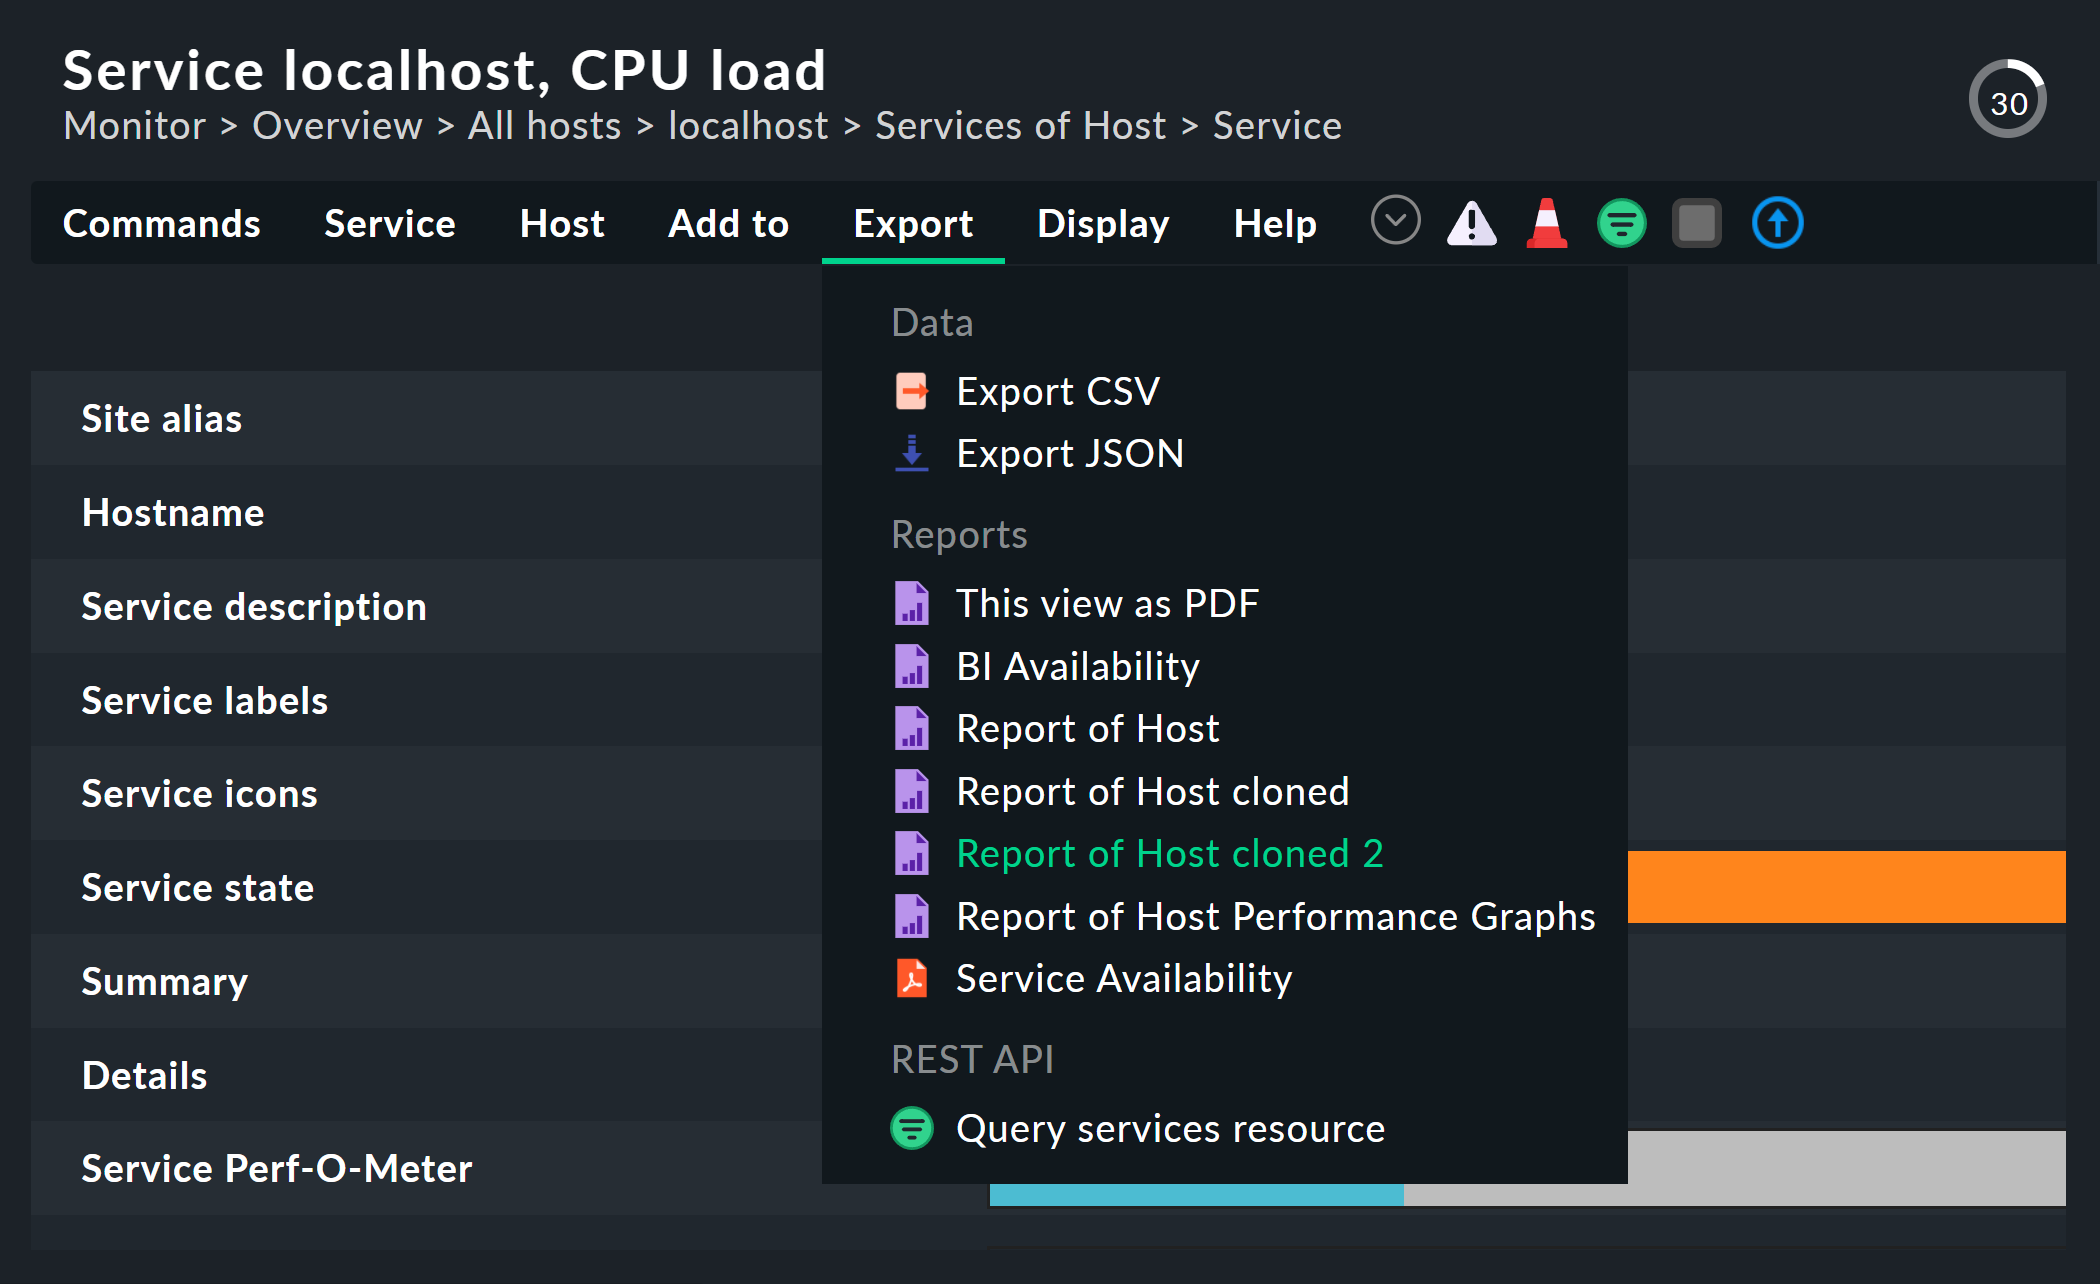 Service localhost, CPU load
Monitor > Overview > All hosts > localhost > Services of Host > Service
30
Commands Service Host Add to Export Display Help
Data
Export CSV
Export JSON
Reports
This view as PDF
BI Availability
Report of Host
Report of Host cloned
Report of Host cloned 2
Report of Host Performance Graphs
Service Availability
REST API
Query services resource
Site alias
Hostname
Service description
Service labels
Service icons
Service state
Summary
Details
Service Perf-O-Meter